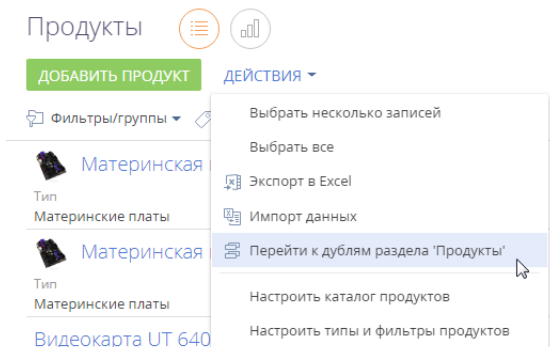 Продукты
ДОБАВИТЬ ПРОДУКТ ДЕЙСТВИЯ
Фильтры/группы
Выбрать несколько записей
Выбрать все
Экспорт в Excel
Импорт данных
Перейти к дублям раздела 'Продукты'
Настроить каталог продуктов
Настроить типы и фильтры продуктов
Материнская
Тип
Материнские платы
Материнская
Тип
Материнские платы
Видеокарта UT 640